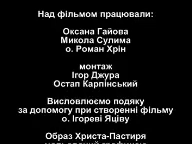 Над фільмом працювали:
Оксана Гайова
Микола Сулима
о. Роман Хрін
монтаж
Ігор Джура
Остап Карпінський
Висловлюємо подяку
за допомогу при створенні фільму
о. Ігореві Яціву
Образ Христа-Пастиря